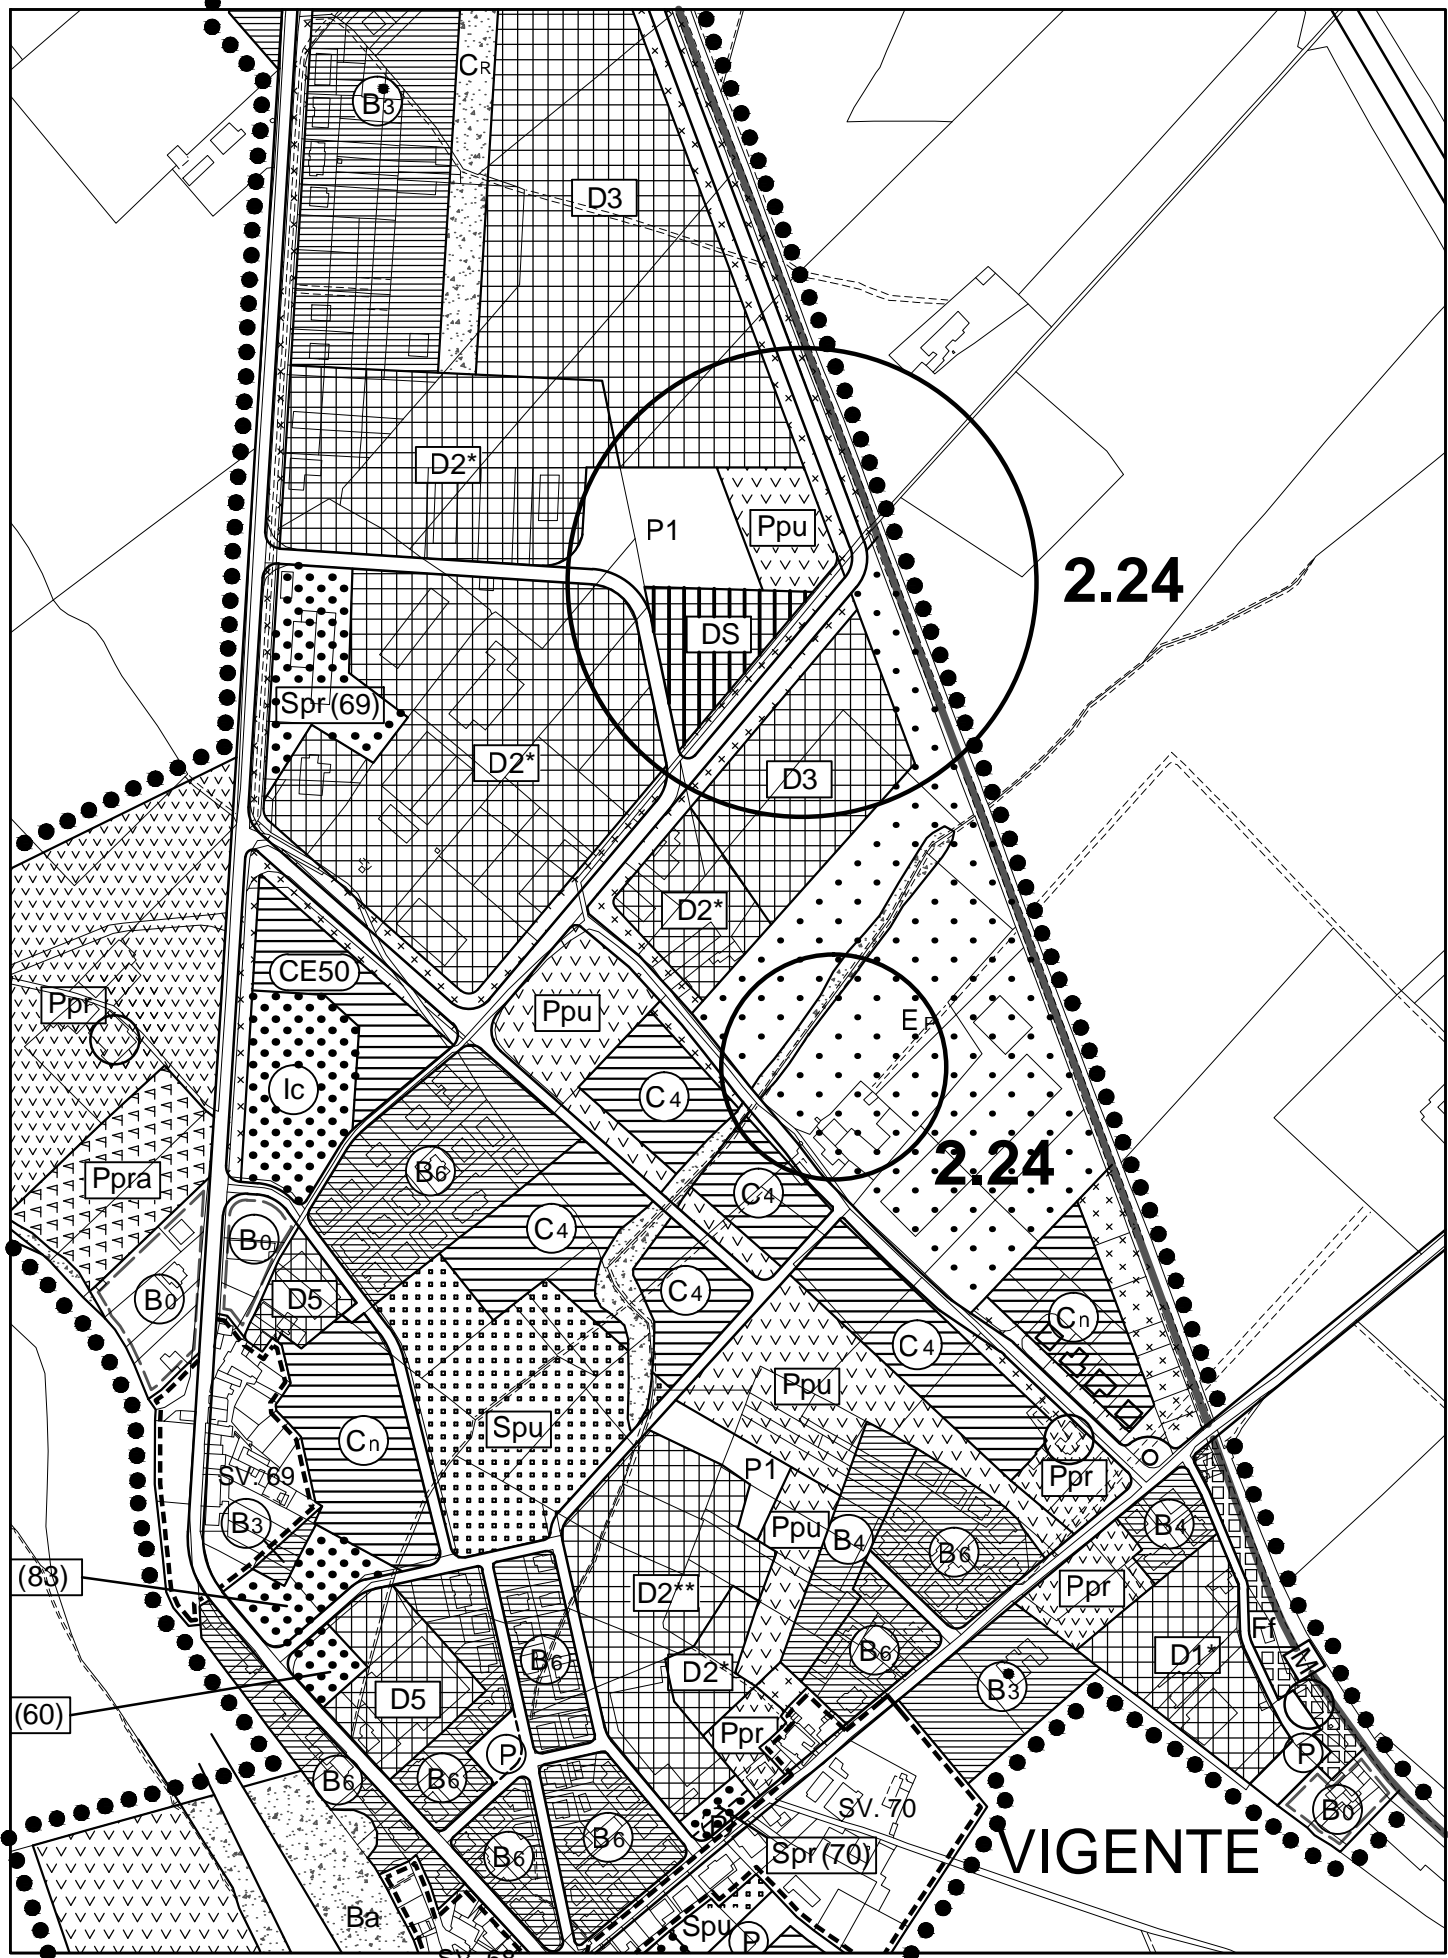 CR
B3
D3
D2*
P1
Ppu
2.24
DS
Spr (69)
D2*
D3
D2*
CE50
Ppr
Ppu
EF
Ic
C4
2.24
Ppra
B6
C4
C4
B0
B0
D5
C4
Cn
C4
Ppu
Cn
Spu
SV. 69
P1
Ppr
B3
Ppu
B4
B6
B4
(83)
D2**
Ppr
Ff
B6
B6
D2*
D1*
M
B3
D5
(60)
Ppr
P
P
B6
B6
B0
SV. 70
P
B6
B6
Spr (70)
VIGENTE
Ba
Spu
P